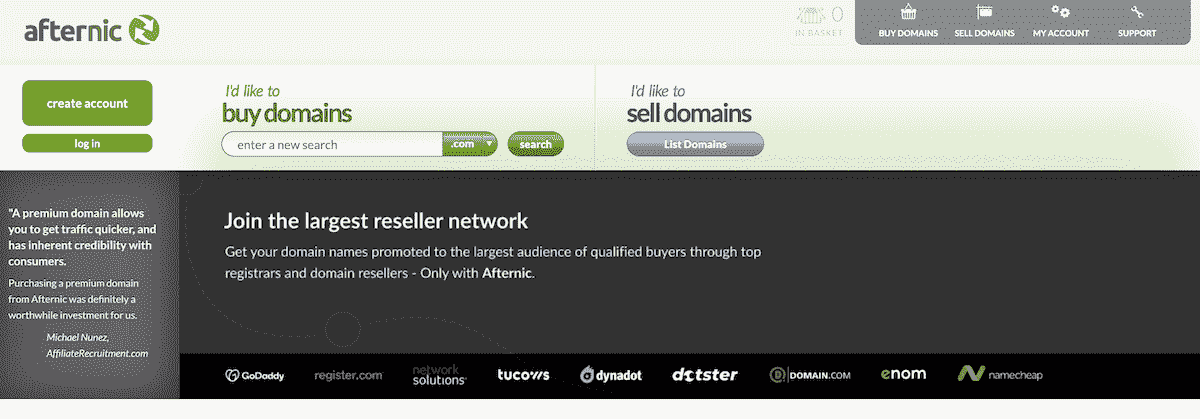 afternic
0
IN BASKET
BUY DOMAINS
SELL DOMAINS
MY ACCOUNT
SUPPORT
create account
log in
I'd like to
buy domains
enter a new search
.com
search
I'd like to
sell domains
List Domains
"A premium domain allows
you to get traffic quicker, and
has inherent credibility with
consumers.
Purchasing a premium domain
from Afternic was definitely a
worthwhile investment for us.
Michael Nunez,
AffiliateRecruitment.com
Join the largest reseller network
Get your domain names promoted to the largest audience of qualified buyers through top
registrars and domain resellers - Only with Afternic.
GoDaddy
register.com
network
solutions
tucows
dynadot
dotster
D DOMAIN.COM
enom
namecheap